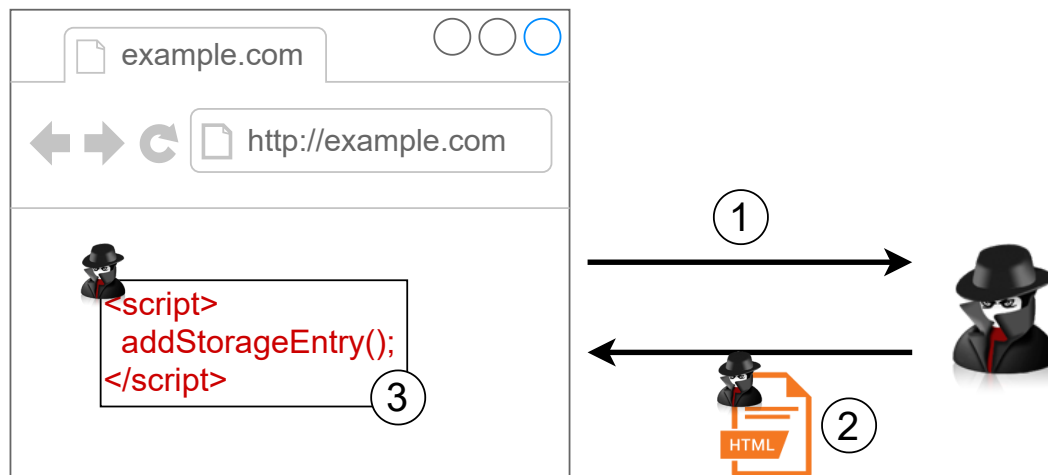 example.com
http://example.com
1
<script>
addStorageEntry();
</script>
3
HTML
2